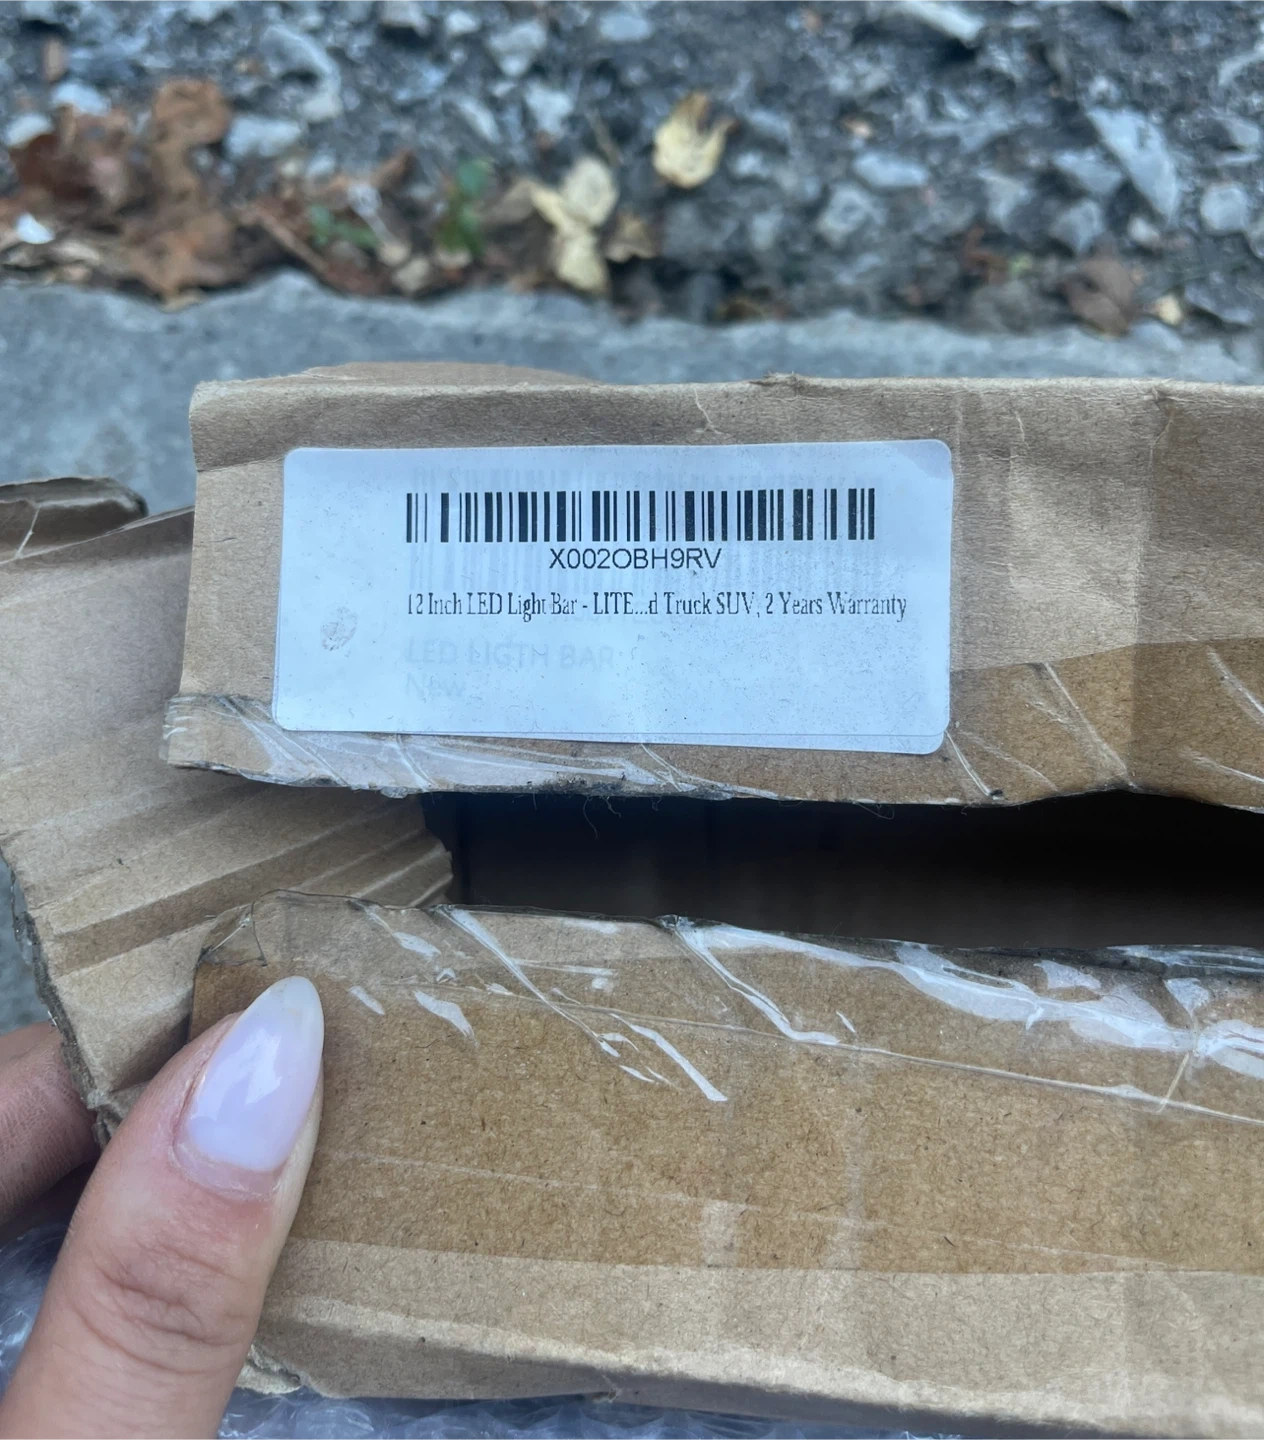 X002OBH9RV
12 Inch LED Light Bar - LITE...d Truck SUV, 2 Years Warranty
LED LIGTH BAR
New